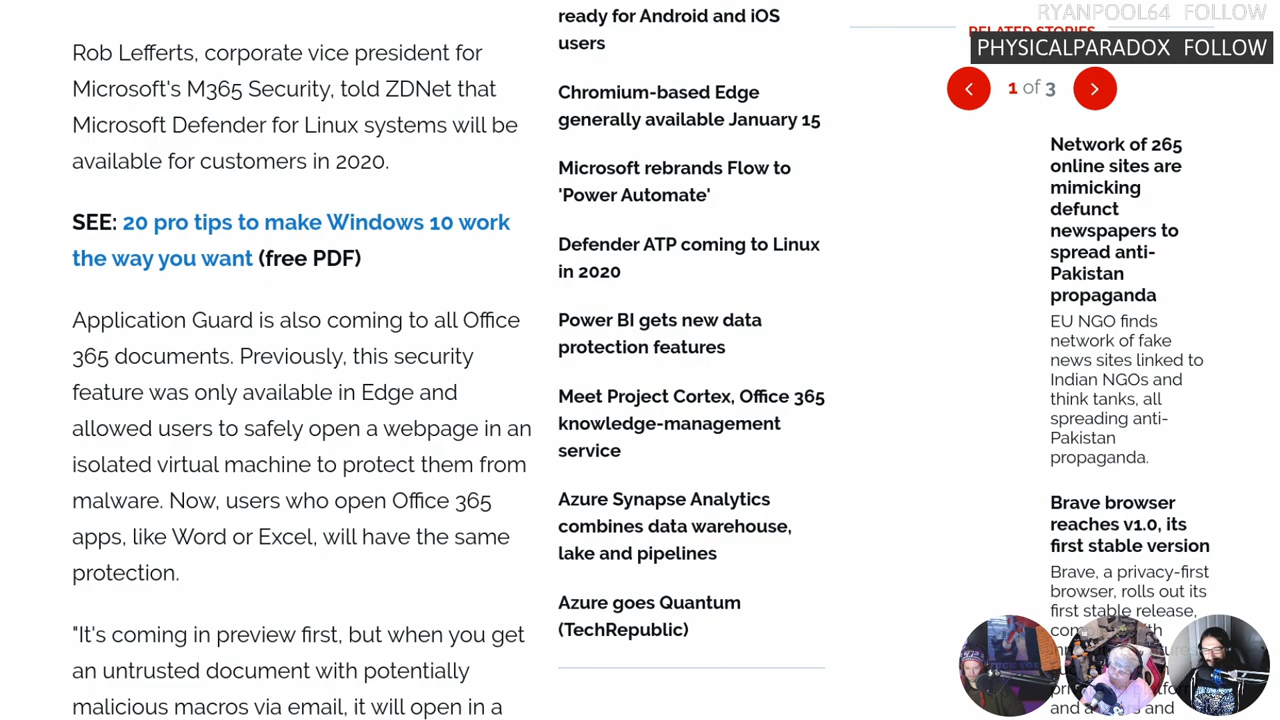 Rob Lefferts, corporate vice president for
Microsoft's M365 Security, told ZDNet that
Microsoft Defender for Linux systems will be
available for customers in 2020.
SEE: 20 pro tips to make Windows 10 work
the way you want (free PDF)
Application Guard is also coming to all Office
365 documents. Previously, this security
feature was only available in Edge and
allowed users to safely open a webpage in an
isolated virtual machine to protect them from
malware. Now, users who open Office 365
apps, like Word or Excel, will have the same
protection.
"It's coming in preview first, but when you get
an untrusted document with potentially
malicious macros via email, it will open in a
ready for Android and iOS
users
Chromium-based Edge
generally available January 15
Microsoft rebrands Flow to
'Power Automate'
Defender ATP coming to Linux
in 2020
Power BI gets new data
protection features
Meet Project Cortex, Office 365
knowledge-management
service
Azure Synapse Analytics
combines data warehouse,
lake and pipelines
Azure goes Quantum
(TechRepublic)
RYANPOOL64 FOLLOW
RELATED STORIES
PHYSICALPARADOX FOLLOW
1 of 3
Network of 265
online sites are
mimicking
defunct
newspapers to
spread anti-
Pakistan
propaganda
EU NGO finds
network of fake
news sites linked to
Indian NGOs and
think tanks, all
spreading anti-
Pakistan
propaganda.
Brave browser
reaches v1.0, its
first stable version
Brave, a privacy-first
browser, rolls out its
first stable release,